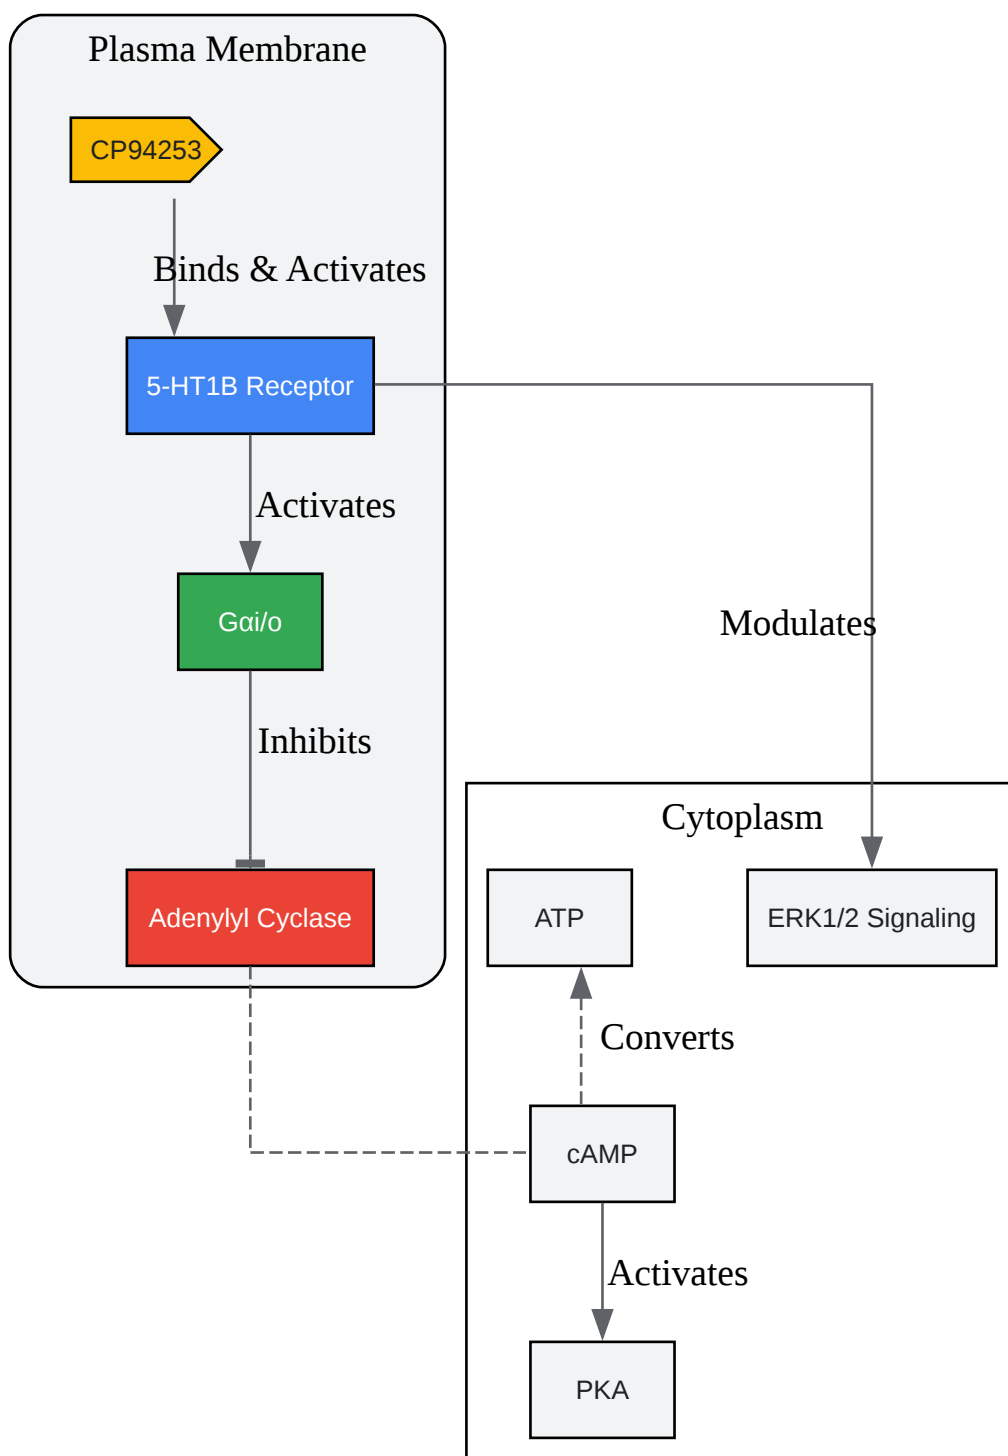 Plasma Membrane
CP94253
Binds & Activates
5-HT1B Receptor
Activates
Gαi/o
Modulates
Inhibits
Cytoplasm
Adenylyl Cyclase
ATP
ERK1/2 Signaling
Converts
cAMP
Activates
PKA